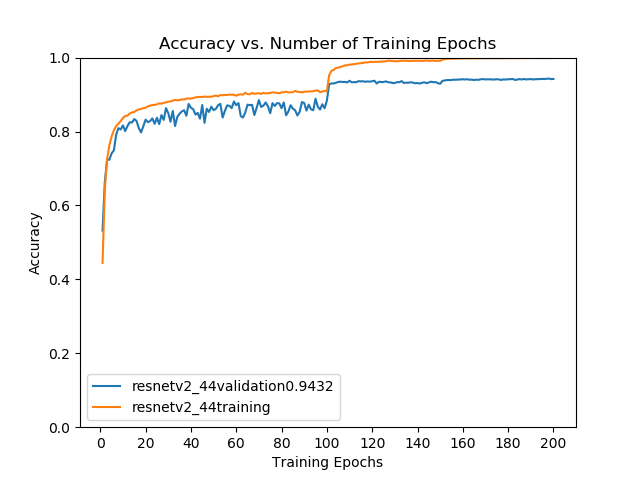 Accuracy vs. Number of Training Epochs
Accuracy
1.0
0.8
0.6
0.4
0.2
0.0
resnetv2_44validation0.9432
resnetv2_44training
0 20 40 60 80 100 120 140 160 180 200
Training Epochs